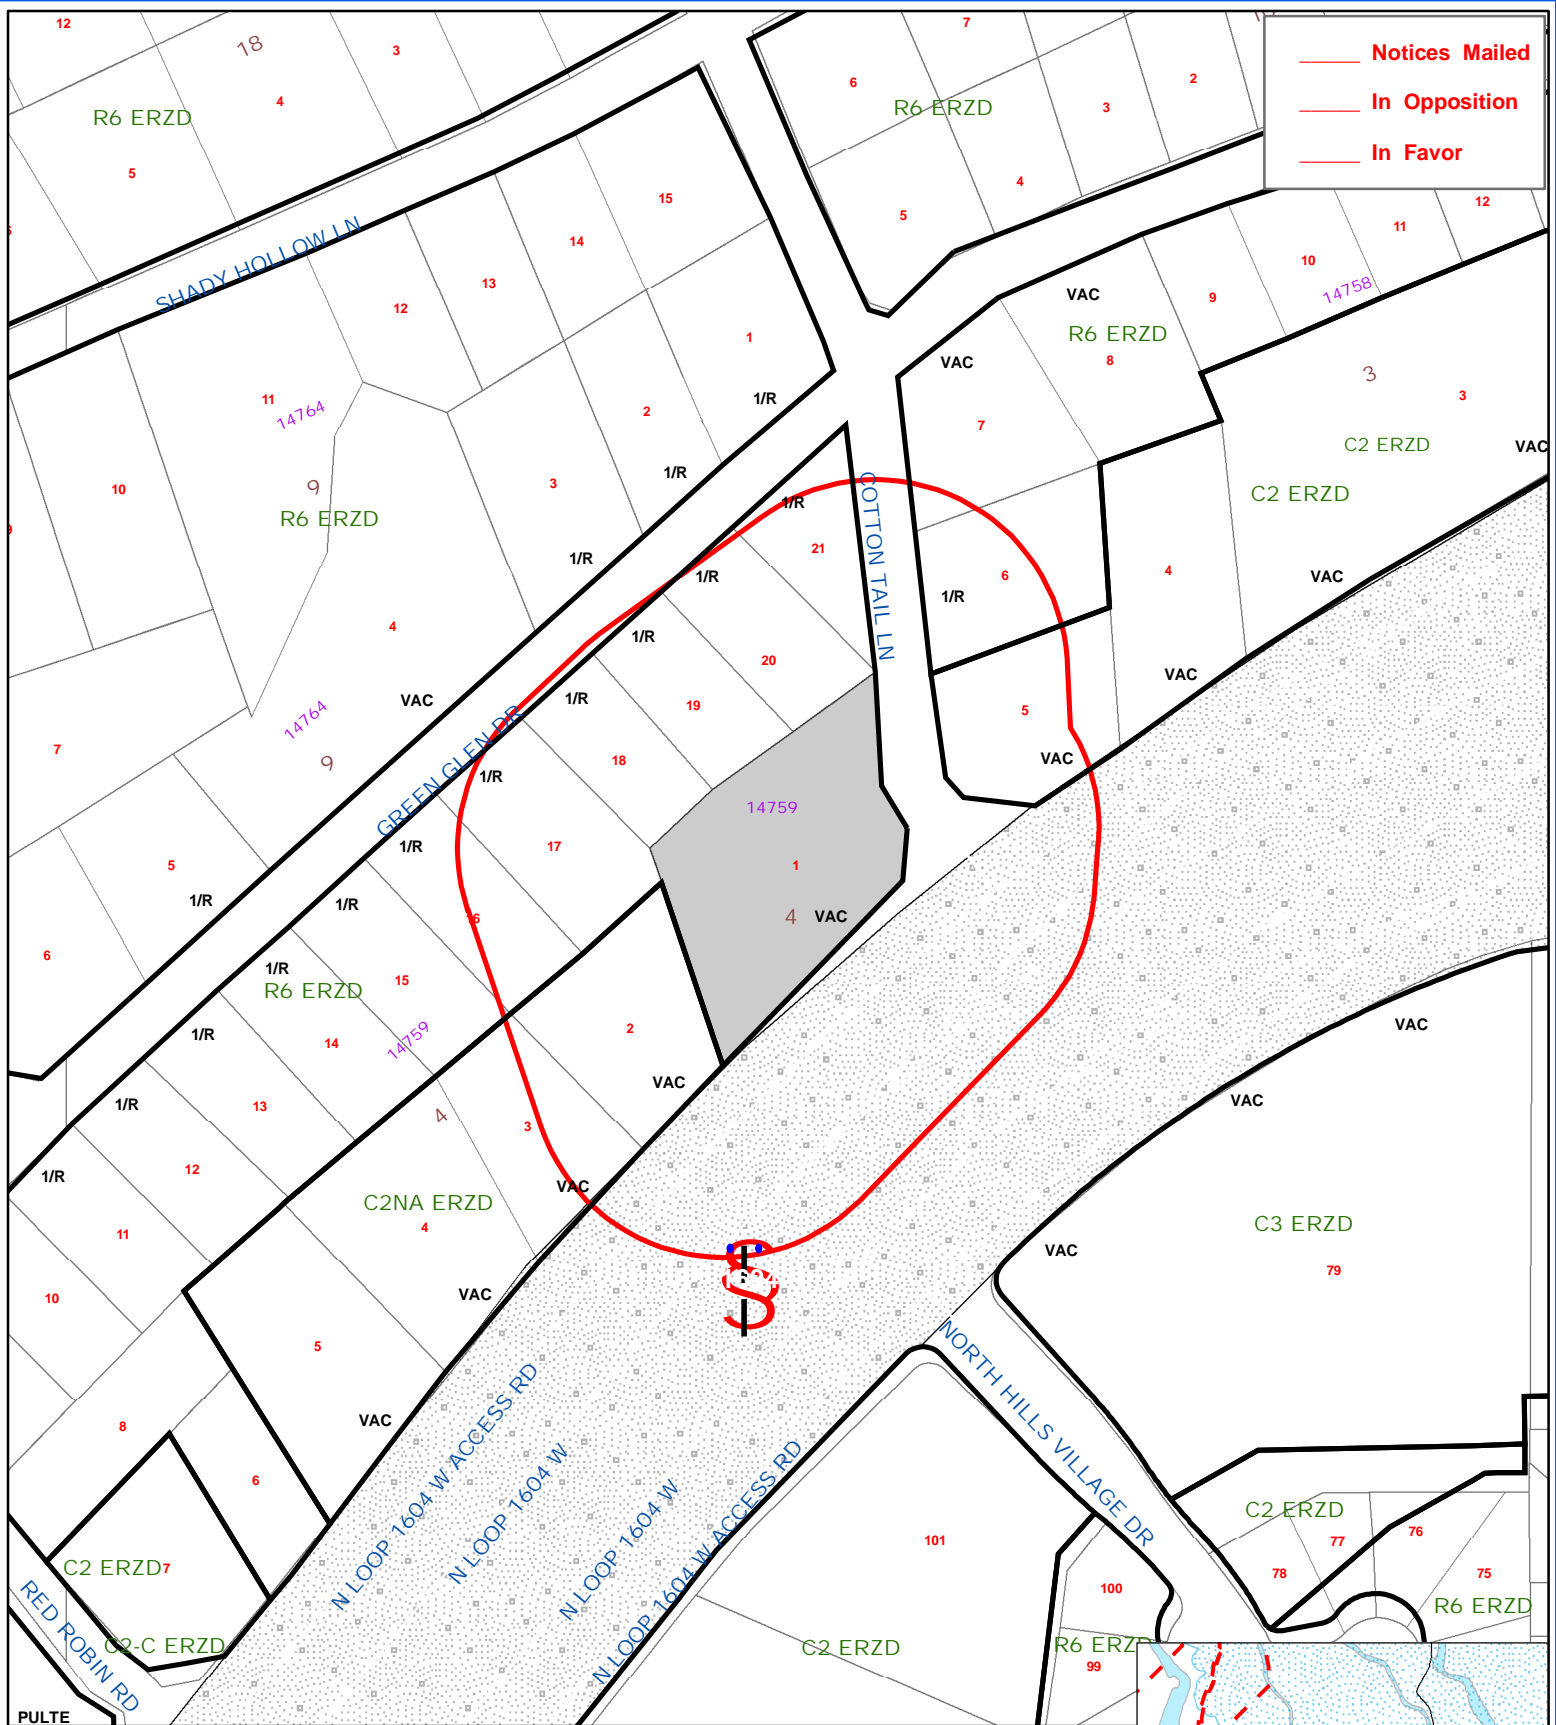 12
18
3
4
R6 ERZD
5
7
6
R6 ERZD
2
3
4
5
_____ Notices Mailed
_____ In Opposition
_____ In Favor
SHADY HOLLOW LN
15
14
13
12
11
14764
10
9
R6 ERZD
1
1/R
2
1/R
3
1/R
4
VAC
14764
9
7
5
1/R
6
VAC
R6 ERZD
8
VAC
7
9
10
14758
11
12
3
3
C2 ERZD
VAC
C2 ERZD
VAC
4
VAC
6
1/R
5
VAC
COTTON TAIL LN
1/R
21
1/R
20
1/R
19
1/R
18
GREEN GLEN DR
1/R
17
1/R
16
1/R
15
1/R
R6 ERZD
14759
14
1/R
13
1/R
12
1/R
11
10
8
14759
1
4 VAC
2
VAC
3
VAC
4
C2NA ERZD
4
VAC
5
VAC
6
C2 ERZD
7
C2-C ERZD
RED ROBIN RD
PULTE
N LOOP 1604 W ACCESS RD
N LOOP 1604 W
N LOOP 1604 W
N LOOP 1604 W ACCESS RD
NORTH HILLS VILLAGE DR
VAC
VAC
VAC
C3 ERZD
79
101
C2 ERZD
100
R6 ERZD
99
C2 ERZD
78
77
76
75
R6 ERZD